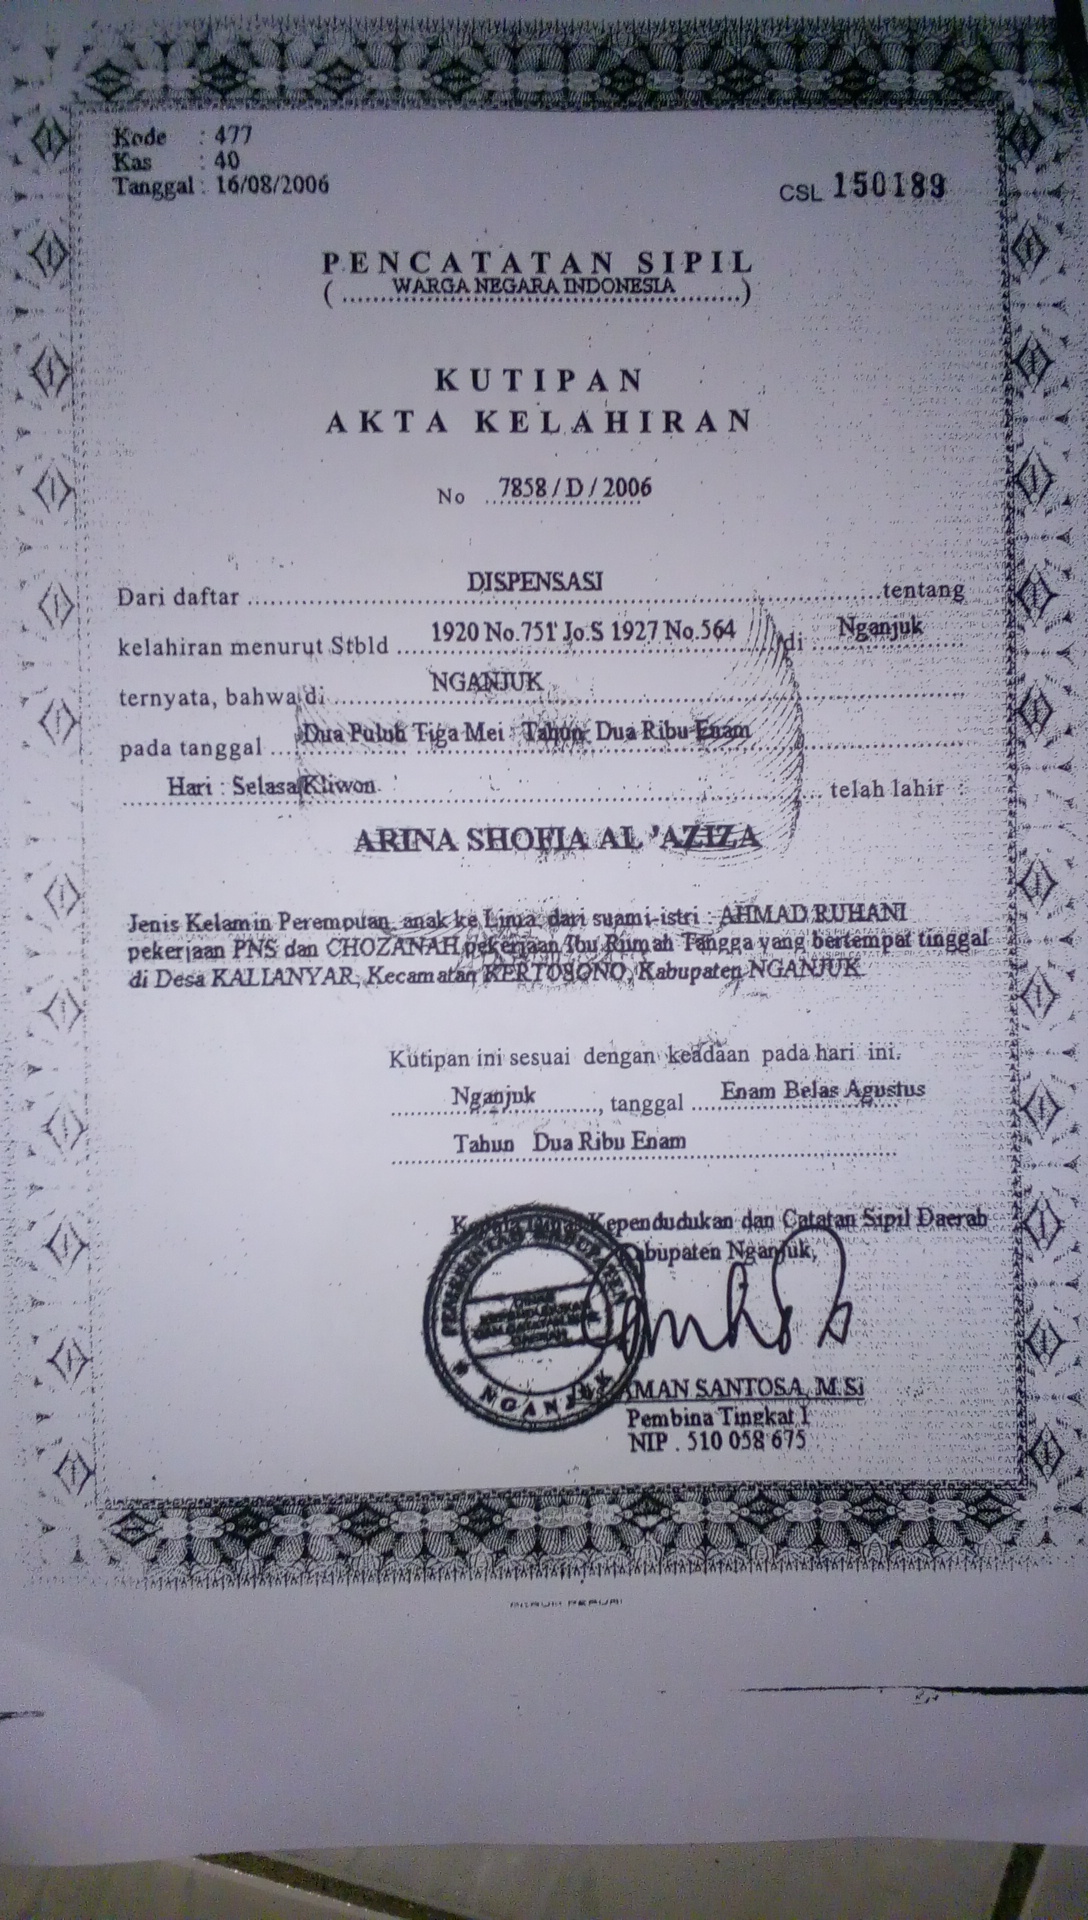 Kode : 477
Kas : 40
Tanggal : 16/08/2006
CSL 150189
PENCATATAN SIPIL
(WARGA NEGARA INDONESIA)
KUTIPAN
AKTA KELAHIRAN
No 7858 / D / 2006
Dari daftar DISPENSASI tentang
kelahiran menurut Stbld 1920 No.751 Jo.S 1927 No.564 di Nganjuk
ternyata, bahwa di NGANJUK
pada tanggal Dua Puluh Tiga Mei Tahun Dua Ribu Enam
Hari : Selasa Kliwon telah lahir :
ARINA SHOFIA AL 'AZIZA
Jenis Kelamin Perempuan anak ke Lima dari suami-istri : AHMAD RUHANI
pekerjaan PNS dan CHOZANAH pekerjaan Ibu Rumah Tangga yang bertempat tinggal
di Desa KALIANYAR, Kecamatan KERTOSONO, Kabupaten NGANJUK
Kutipan ini sesuai dengan keadaan pada hari ini.
Nganjuk, tanggal Enam Belas Agustus
Tahun Dua Ribu Enam
Kepala Dinas Kependudukan dan Catatan Sipil Daerah
Kabupaten Nganjuk,
PEMERINTAH KABUPATEN
NGANJUK
AMAN SANTOSA, M.Si
Pembina Tingkat I
NIP . 510 058 675
PERURI